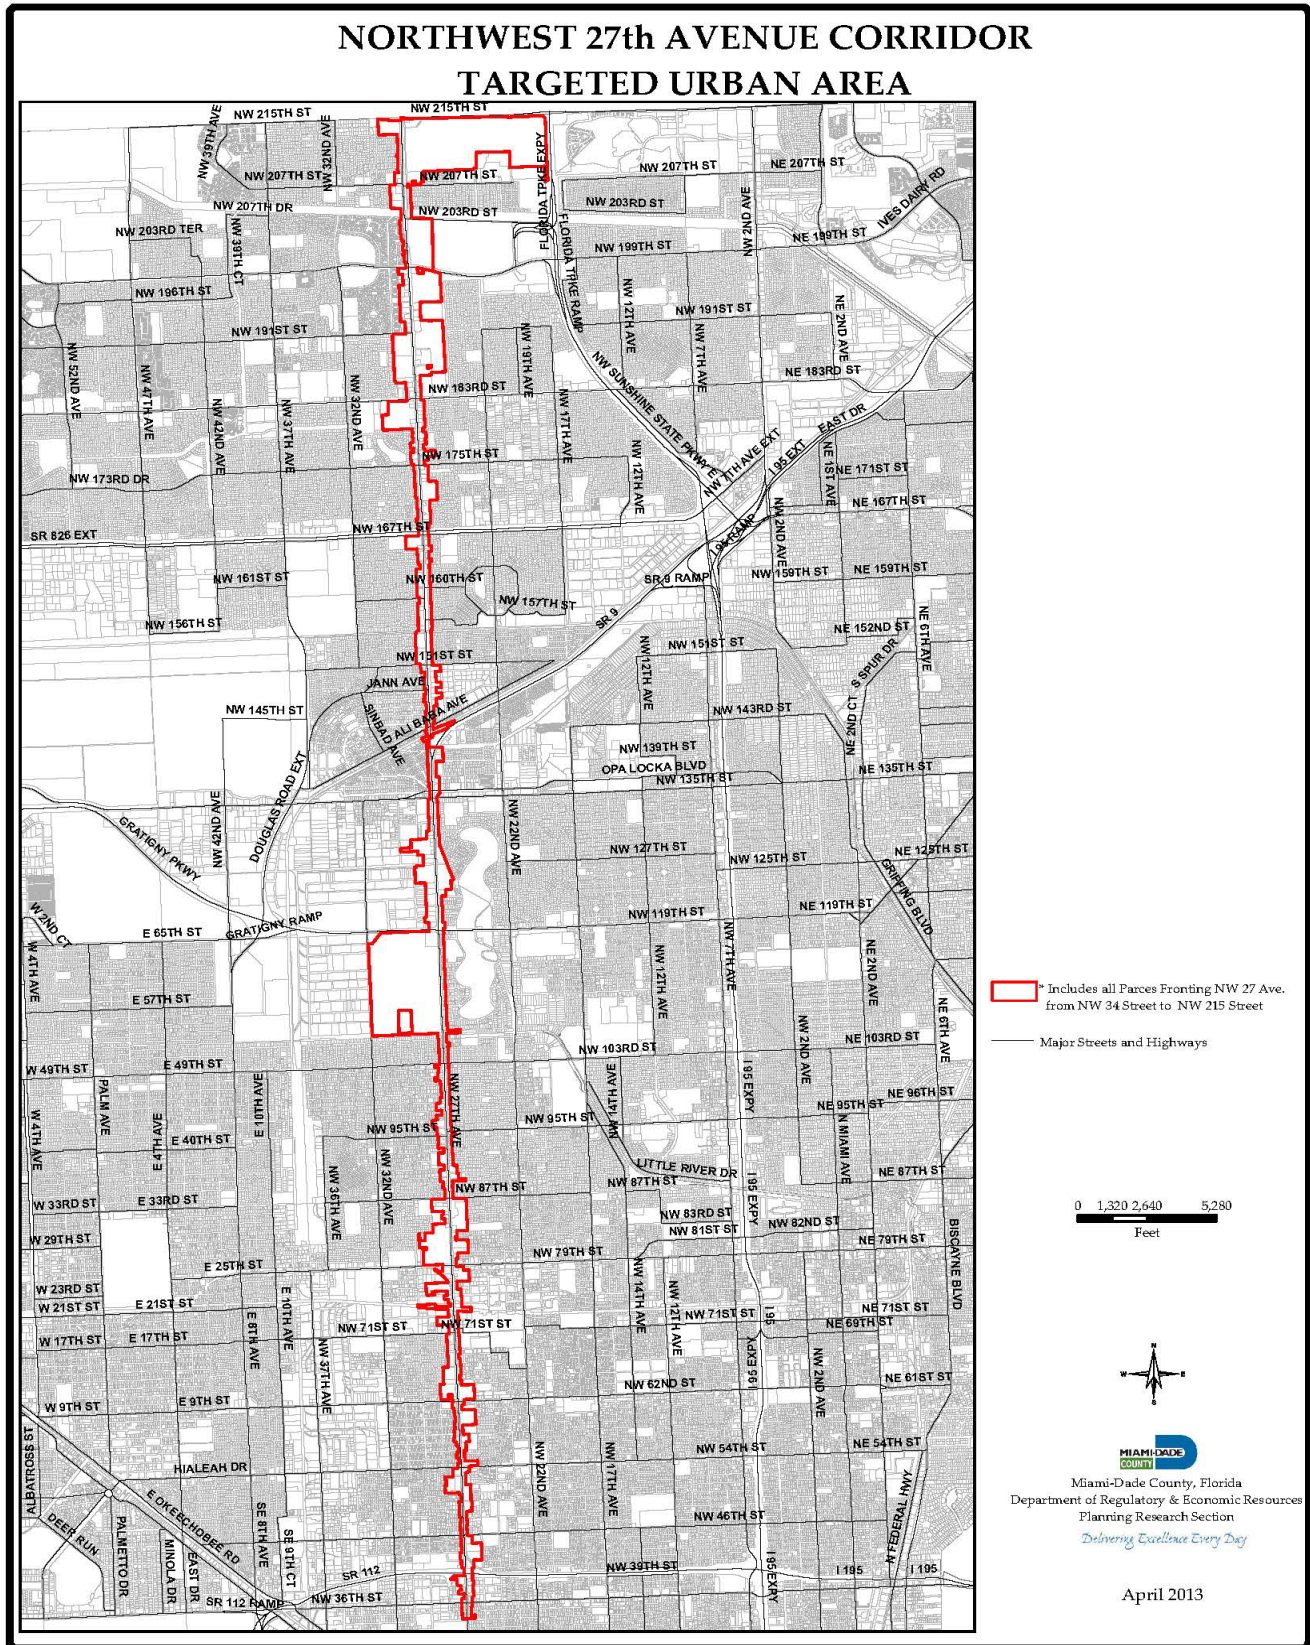 NORTHWEST 27th AVENUE CORRIDOR
TARGETED URBAN AREA
NW 215TH ST
NW 215TH ST
NW 39TH AVE
NW 32ND AVE
FLORIDA TPKE EXPY
NW 207TH ST
NW 207TH ST
NW 207TH ST
NE 207TH ST
IVES DAIRY RD
NW 207TH DR
NW 203RD ST
NW 203RD ST
NW 2ND AVE
NW 203RD TER
NW 39TH CT
FLORIDA TPKE RAMP
NW 199TH ST
NE 199TH ST
NW 196TH ST
NW 12TH AVE
NW 191ST ST
NE 2ND AVE
NW 191ST ST
NW 19TH AVE
NW 7TH AVE
NW 52ND AVE
NW 47TH AVE
NW 32ND AVE
NW 183RD ST
NW SUNSHINE STATE PKWY E
NE 183RD ST
NW 42ND AVE
NW 37TH AVE
NW 17TH AVE
NW 12TH AVE
NW 7TH AVE EXT
I 95 EXT
EAST DR
NW 175TH ST
NE 1ST AVE
NE 171ST ST
NW 173RD DR
NE 167TH ST
SR 826 EXT
NW 167TH ST
I 95 RAMP
NW 2ND AVE
NW 161ST ST
NW 160TH ST
SR 9 RAMP
NW 159TH ST
NE 159TH ST
NW 157TH ST
SR 9
NW 156TH ST
NE 152ND ST
NE 6TH AVE
NW 151ST ST
NW 151ST ST
NW 12TH AVE
S SPUR DR
JANN AVE
NW 145TH ST
SINBAD AVE
ALI BABA AVE
NW 143RD ST
NE 2ND CT
NW 139TH ST
OPA LOCKA BLVD
NW 135TH ST
NE 135TH ST
DOUGLAS ROAD EXT
NW 42ND AVE
GRATIGNY PKWY
NW 22ND AVE
NW 127TH ST
NW 125TH ST
NE 125TH ST
GRIFFING BLVD
W 2ND CT
NW 119TH ST
NE 119TH ST
E 65TH ST
GRATIGNY RAMP
W 4TH AVE
NW 7TH AVE
NW 12TH AVE
NE 2ND AVE
E 57TH ST
NE 6TH AVE
* Includes all Parces Fronting NW 27 Ave.
from NW 34 Street to NW 215 Street
Major Streets and Highways
NW 2ND AVE
NE 103RD ST
NW 103RD ST
W 49TH ST
E 49TH ST
PALM AVE
E 10TH AVE
NW 27TH AVE
NW 14TH AVE
I 95 EXPY
NE 96TH ST
NE 95TH ST
W 4TH AVE
E 4TH AVE
E 40TH ST
NW 95TH ST
NW 95TH ST
N MIAMI AVE
NW 36TH AVE
NW 32ND AVE
LITTLE RIVER DR
NE 87TH ST
NW 87TH ST
NW 87TH ST
I 95 EXPY
W 33RD ST
E 33RD ST
NW 83RD ST
NW 81ST ST
NW 82ND ST
NE 79TH ST
BISCAYNE BLVD
0 1,320 2,640 5,280
Feet
W 29TH ST
NW 79TH ST
E 25TH ST
W 23RD ST
W 21ST ST
E 21ST ST
E 10TH AVE
NW 14TH AVE
NW 12TH AVE
NW 71ST ST
I 95
NE 71ST ST
NE 69TH ST
W 17TH ST
E 17TH ST
E 8TH AVE
NW 71ST ST
NW 71ST ST
NW 37TH AVE
I 95 EXPY
NW 2ND AVE
N
W
E
S
NW 62ND ST
NE 61ST ST
W 9TH ST
E 9TH ST
ALBATROSS ST
HIALEAH DR
NW 54TH ST
NE 54TH ST
NW 22ND AVE
NW 17TH AVE
MIAMI-DADE
COUNTY
Miami-Dade County, Florida
Department of Regulatory & Economic Resources
Planning Research Section
Delivering Excellence Every Day
April 2013
DEER RUN
E OKEECHOBEE RD
PALMETTO DR
MINOLA DR
EAST DR
SE 8TH AVE
SE 9TH CT
NW 46TH ST
N FEDERAL HWY
NW 39TH ST
SR 112
I 95 EXPY
I 195
I 195
SR 112 RAMP
NW 36TH ST